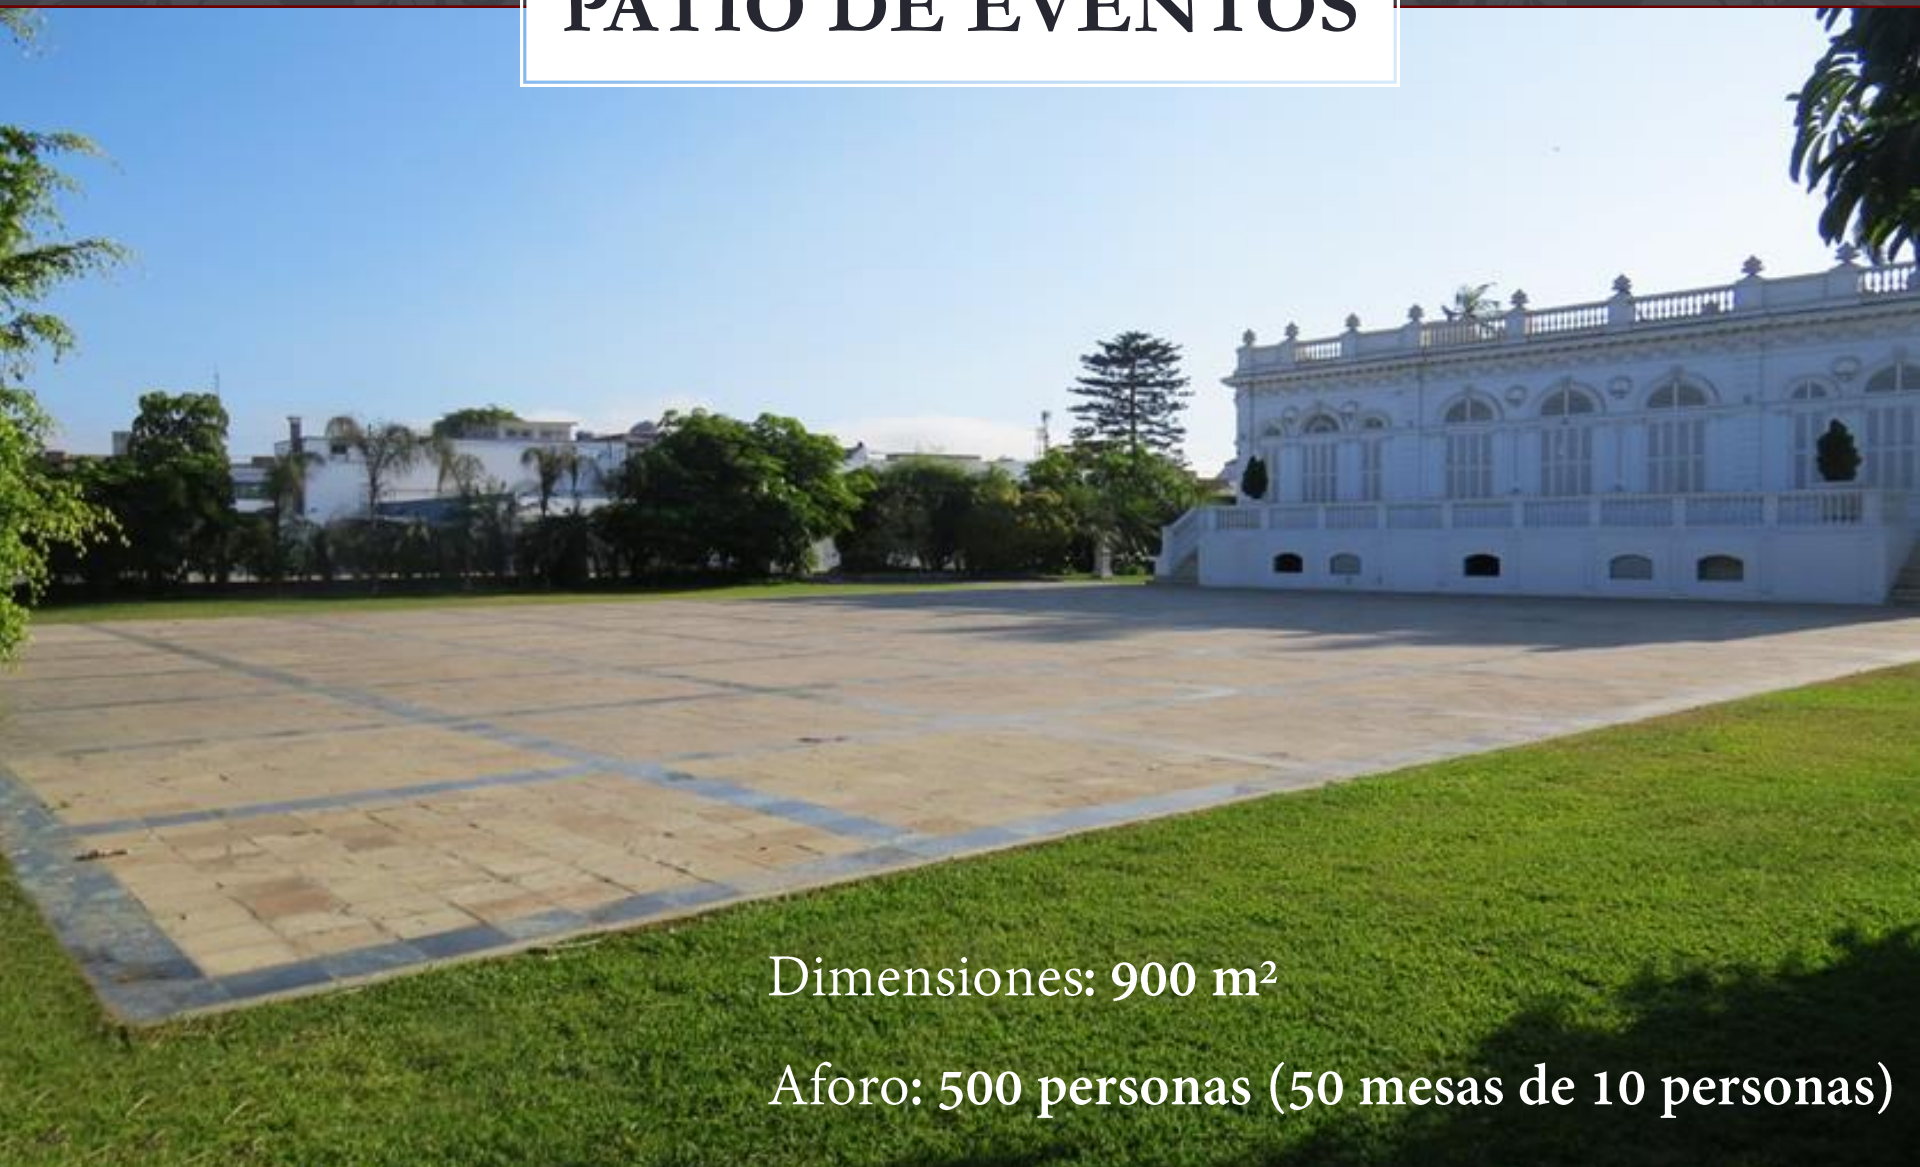 PATIO DE EVENTOS
Dimensiones: 900 m²
Aforo: 500 personas (50 mesas de 10 personas)